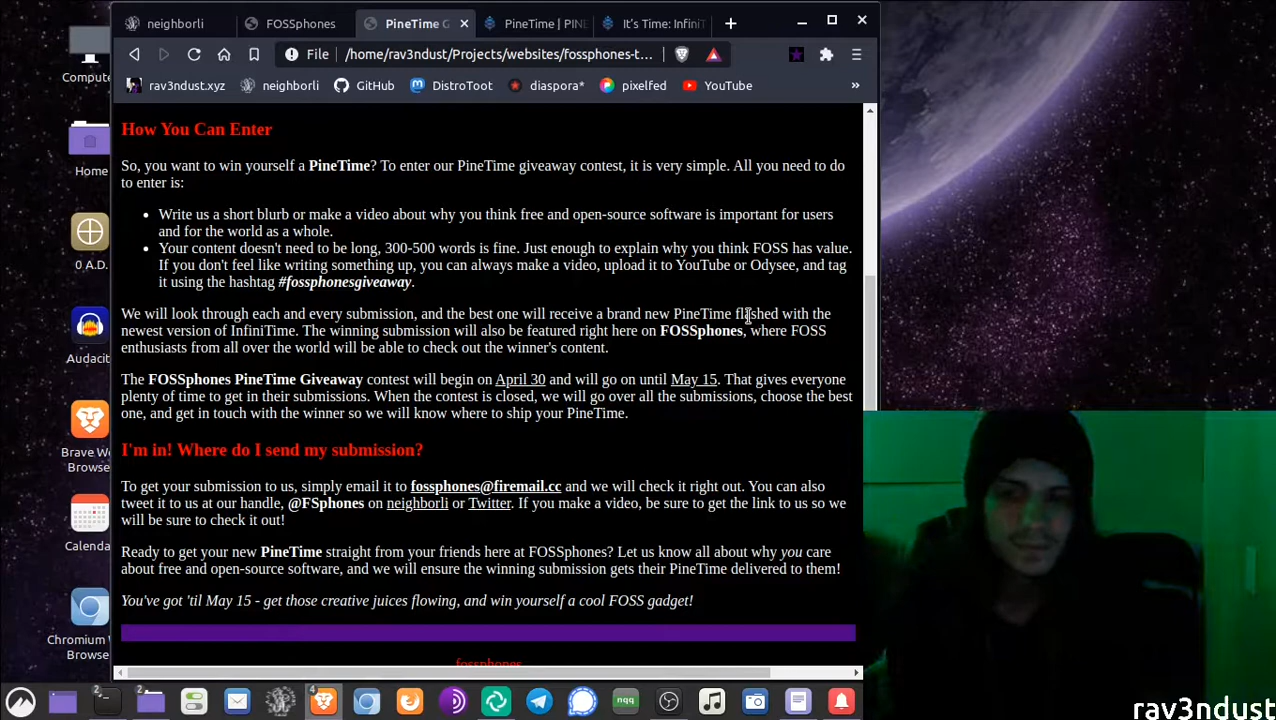 neighborli
FOSSphones
PineTime G
PineTime | PINE
It's Time: InfiniT
File
/home/rav3ndust/Projects/websites/fossphones-t...
rav3ndust.xyz
neighborli
GitHub
DistroToot
diaspora*
pixelfed
YouTube
Compute
Home
0 A.D.
Audacity
Brave We
Browser
Calenda
Chromium W
Browser
How You Can Enter
So, you want to win yourself a PineTime? To enter our PineTime giveaway contest, it is very simple. All you need to do
to enter is:
• Write us a short blurb or make a video about why you think free and open-source software is important for users
and for the world as a whole.
• Your content doesn't need to be long, 300-500 words is fine. Just enough to explain why you think FOSS has value.
If you don't feel like writing something up, you can always make a video, upload it to YouTube or Odysee, and tag
it using the hashtag #fossphonesgiveaway.
We will look through each and every submission, and the best one will receive a brand new PineTime flashed with the
newest version of InfiniTime. The winning submission will also be featured right here on FOSSphones, where FOSS
enthusiasts from all over the world will be able to check out the winner's content.
The FOSSphones PineTime Giveaway contest will begin on April 30 and will go on until May 15. That gives everyone
plenty of time to get in their submissions. When the contest is closed, we will go over all the submissions, choose the best
one, and get in touch with the winner so we will know where to ship your PineTime.
I'm in! Where do I send my submission?
To get your submission to us, simply email it to fossphones@firemail.cc and we will check it right out. You can also
tweet it to us at our handle, @FSphones on neighborli or Twitter. If you make a video, be sure to get the link to us so we
will be sure to check it out!
Ready to get your new PineTime straight from your friends here at FOSSphones? Let us know all about why you care
about free and open-source software, and we will ensure the winning submission gets their PineTime delivered to them!
You've got 'til May 15 - get those creative juices flowing, and win yourself a cool FOSS gadget!
fossphones
2
2
4
nqq
rav3ndust